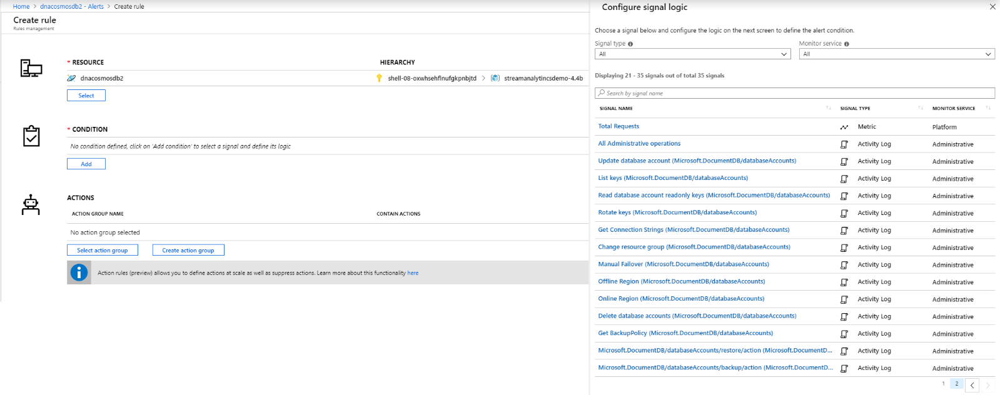 Home > dnacosmosdb2 - Alerts > Create rule
Create rule
Rules management
* RESOURCE
HIERARCHY
dnacosmosdb2
shell-08-oxwhsehflnufgkpnbjtd > streamanalytincsdemo-4.4b
Select
* CONDITION
No condition defined, click on 'Add condition' to select a signal and define its logic
Add
ACTIONS
ACTION GROUP NAME
CONTAIN ACTIONS
No action group selected
Select action group
Create action group
Action rules (preview) allows you to define actions at scale as well as suppress actions. Learn more about this functionality here
Configure signal logic
Choose a signal below and configure the logic on the next screen to define the alert condition.
Signal type
Monitor service
All
All
Displaying 21 - 35 signals out of total 35 signals
Search by signal name
SIGNAL NAME SIGNAL TYPE MONITOR SERVICE
Total Requests Metric Platform
All Administrative operations Activity Log Administrative
Update database account (Microsoft.DocumentDB/databaseAccounts) Activity Log Administrative
List keys (Microsoft.DocumentDB/databaseAccounts) Activity Log Administrative
Read database account readonly keys (Microsoft.DocumentDB/databaseAccounts) Activity Log Administrative
Rotate keys (Microsoft.DocumentDB/databaseAccounts) Activity Log Administrative
Get Connection Strings (Microsoft.DocumentDB/databaseAccounts) Activity Log Administrative
Change resource group (Microsoft.DocumentDB/databaseAccounts) Activity Log Administrative
Manual Failover (Microsoft.DocumentDB/databaseAccounts) Activity Log Administrative
Offline Region (Microsoft.DocumentDB/databaseAccounts) Activity Log Administrative
Online Region (Microsoft.DocumentDB/databaseAccounts) Activity Log Administrative
Delete database accounts (Microsoft.DocumentDB/databaseAccounts) Activity Log Administrative
Get BackupPolicy (Microsoft.DocumentDB/databaseAccounts) Activity Log Administrative
Microsoft.DocumentDB/databaseAccounts/restore/action (Microsoft.DocumentD... Activity Log Administrative
Microsoft.DocumentDB/databaseAccounts/backup/action (Microsoft.DocumentD... Activity Log Administrative
1 2 < >